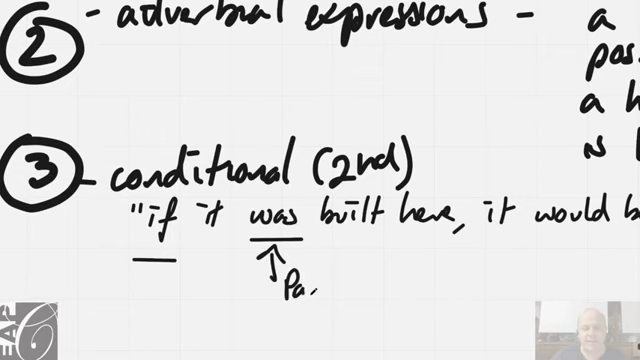 2 - adverbial expressions - a
a
3 - conditional (2nd)
"if it was built here, it would b
↑
Pa